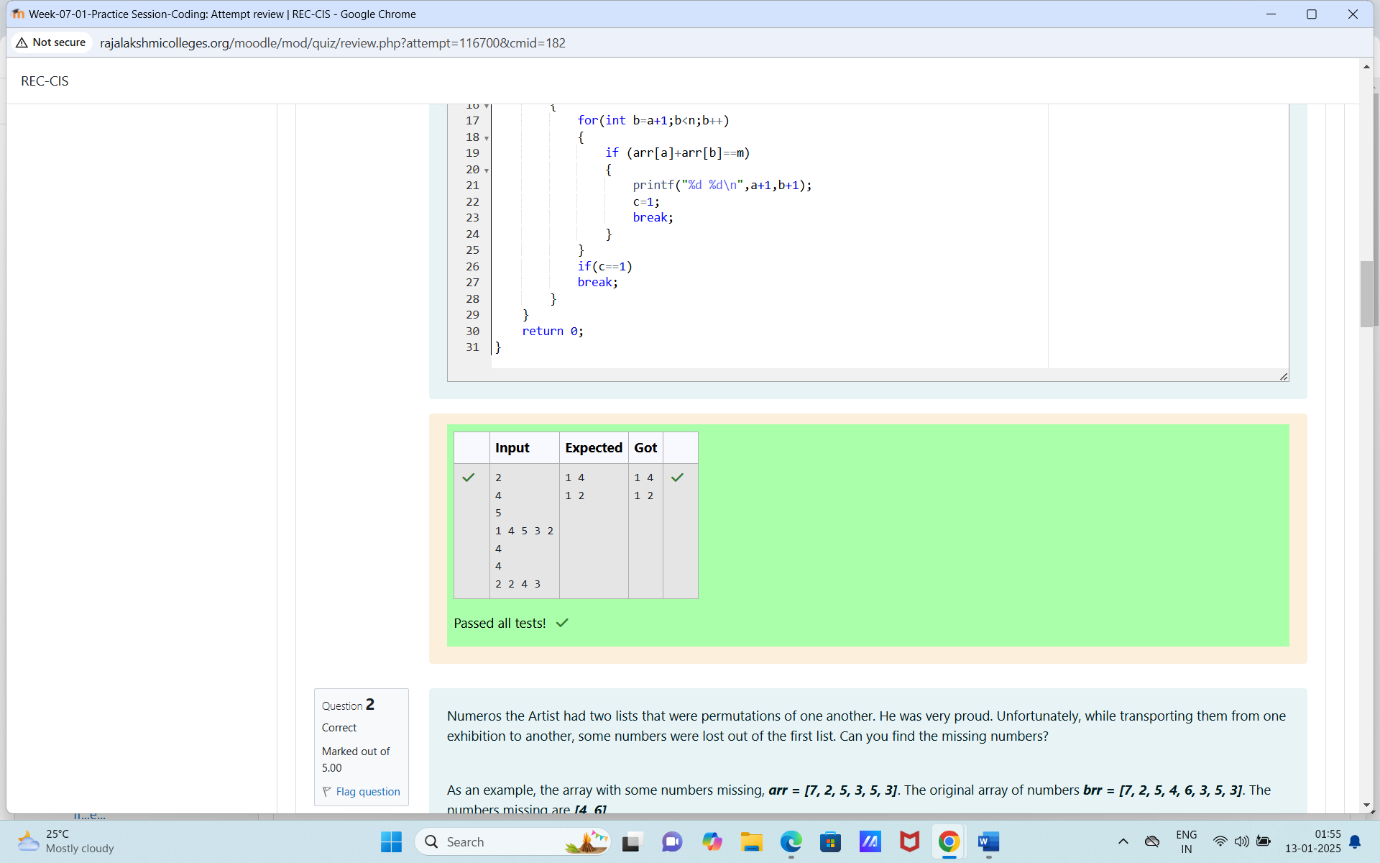 Week-07-01-Practice Session-Coding: Attempt review | REC-CIS - Google Chrome
Not secure rajalakshmicolleges.org/moodle/mod/quiz/review.php?attempt=116700&cmid=182
REC-CIS
16 {
17 for(int b=a+1;b<n;b++)
18 {
19 if (arr[a]+arr[b]==m)
20 {
21 printf("%d %d\n",a+1,b+1);
22 c=1;
23 break;
24 }
25 }
26 if(c==1)
27 break;
28 }
29 }
30 return 0;
31 }
Input Expected Got
2 1 4 1 4
4 1 2 1 2
5
1 4 5 3 2
4
4
2 2 4 3
Passed all tests!
Question 2
Correct
Marked out of
5.00
Flag question
Numeros the Artist had two lists that were permutations of one another. He was very proud. Unfortunately, while transporting them from one
exhibition to another, some numbers were lost out of the first list. Can you find the missing numbers?
As an example, the array with some numbers missing, arr = [7, 2, 5, 3, 5, 3]. The original array of numbers brr = [7, 2, 5, 4, 6, 3, 5, 3]. The
numbers missing are [4, 6]
25°C
Mostly cloudy
Search
ENG
IN
01:55
13-01-2025